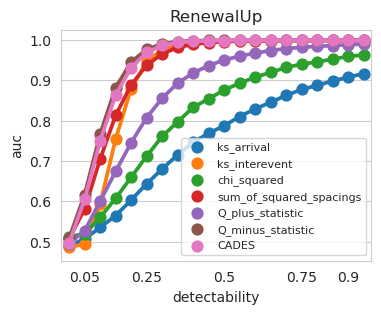 RenewalUp
1.0
0.9
0.8
0.7
0.6
0.5
auc
ks_arrival
ks_interevent
chi_squared
sum_of_squared_spacings
Q_plus_statistic
Q_minus_statistic
CADES
0.05 0.25 0.5 0.75 0.9
detectability